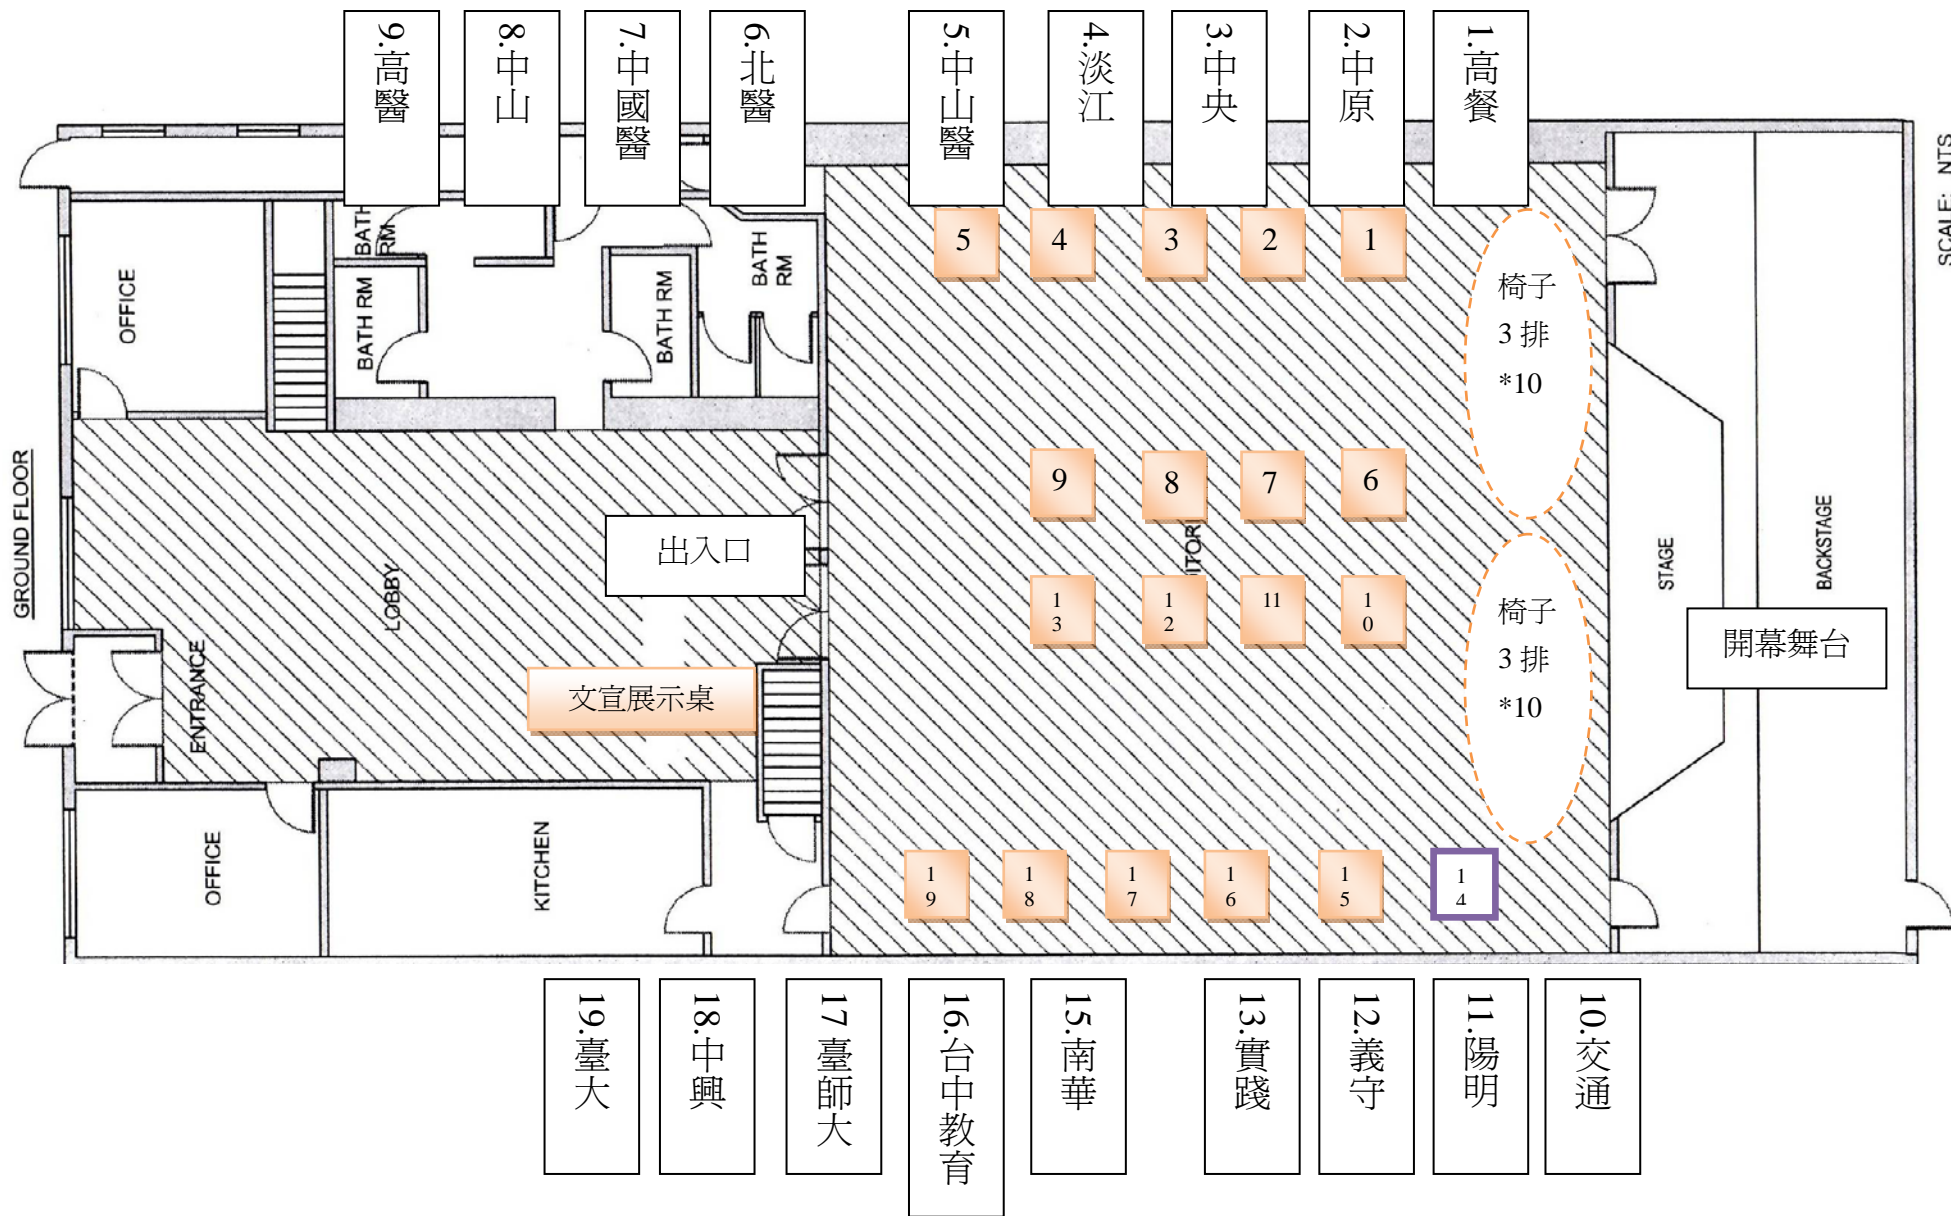 9.高醫
8.中山
7.中國醫
6.北醫
5.中山醫
4.淡江
3.中央
2.中原
1.高餐
SCALE: NTS
5
4
3
2
1
椅子
3 排
*10
OFFICE
BATH RM
BATH RM
BATH RM
BATH RM
9
8
7
6
GROUND FLOOR
出入口
LOBBY
ENTRANCE
ITORI
STAGE
BACKSTAGE
13
12
11
10
椅子
3 排
*10
開幕舞台
文宣展示桌
OFFICE
KITCHEN
19
18
17
16
15
14
19.臺大
18.中興
17 臺師大
16.台中教育
15.南華
13.實踐
12.義守
11.陽明
10.交通